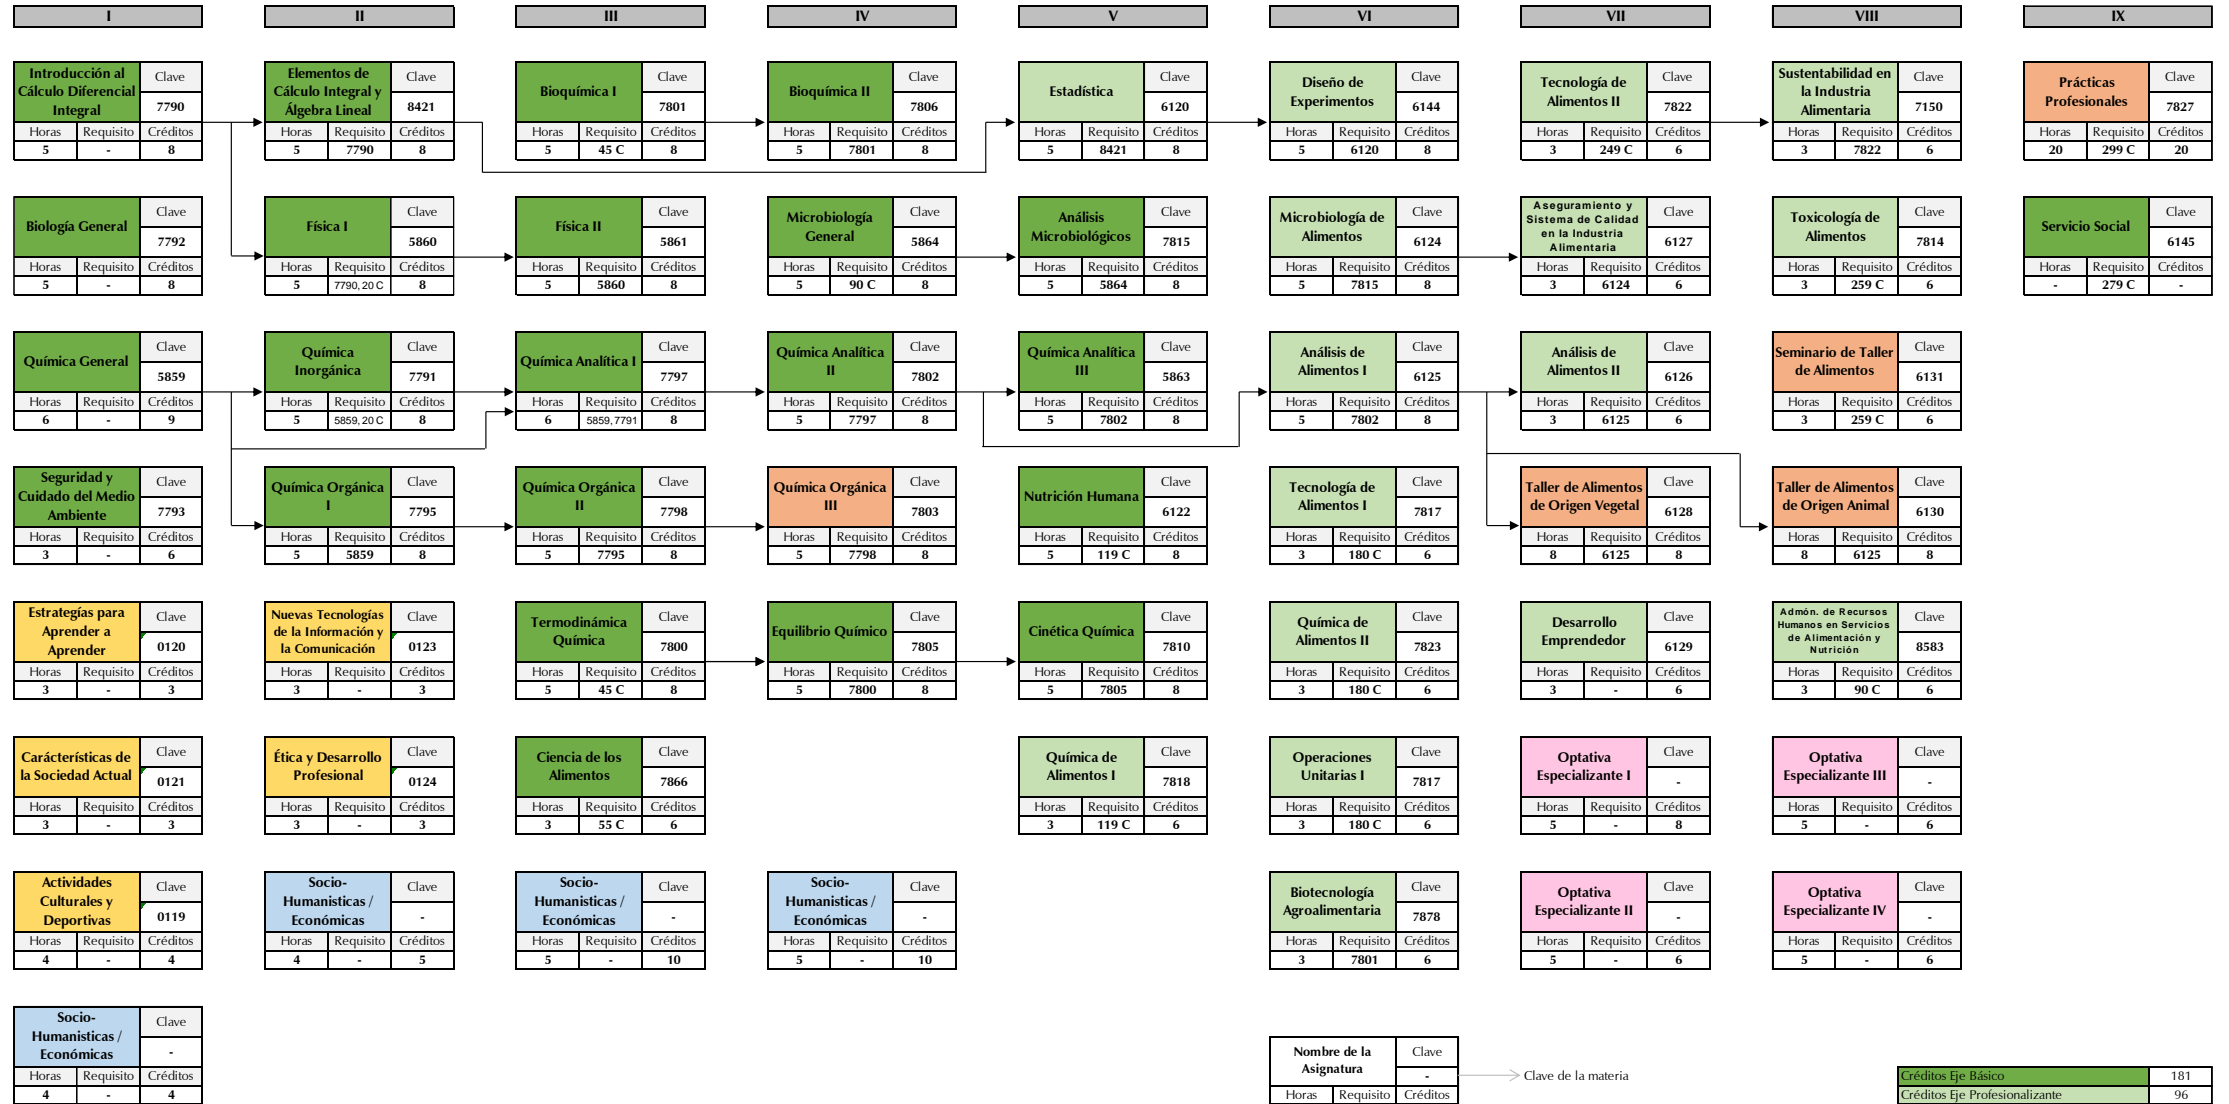 I II III IV V VI VII VIII IX
Introducción al
Cálculo Diferencial
Integral
Clave
7790
Horas Requisito Créditos
5 - 8
Elementos de
Cálculo Integral y
Álgebra Lineal
Clave
8421
Horas Requisito Créditos
5 7790 8
Bioquímica I
Clave
7801
Horas Requisito Créditos
5 45 C 8
Bioquímica II
Clave
7806
Horas Requisito Créditos
5 7801 8
Estadística
Clave
6120
Horas Requisito Créditos
5 8421 8
Diseño de
Experimentos
Clave
6144
Horas Requisito Créditos
5 6120 8
Tecnología de
Alimentos II
Clave
7822
Horas Requisito Créditos
3 249 C 6
Sustentabilidad en
la Industria
Alimentaria
Clave
7150
Horas Requisito Créditos
3 7822 6
Prácticas
Profesionales
Clave
7827
Horas Requisito Créditos
20 299 C 20
Biología General
Clave
7792
Horas Requisito Créditos
5 - 8
Física I
Clave
5860
Horas Requisito Créditos
5 7790, 20 C 8
Física II
Clave
5861
Horas Requisito Créditos
5 5860 8
Microbiología
General
Clave
5864
Horas Requisito Créditos
5 90 C 8
Análisis
Microbiológicos
Clave
7815
Horas Requisito Créditos
5 5864 8
Microbiología de
Alimentos
Clave
6124
Horas Requisito Créditos
5 7815 8
Aseguramiento y
Sistema de Calidad
en la Industria
Alimentaria
Clave
6127
Horas Requisito Créditos
3 6124 6
Toxicología de
Alimentos
Clave
7814
Horas Requisito Créditos
3 259 C 6
Servicio Social
Clave
6145
Horas Requisito Créditos
- 279 C -
Química General
Clave
5859
Horas Requisito Créditos
6 - 9
Química
Inorgánica
Clave
7791
Horas Requisito Créditos
5 5859, 20 C 8
Química Analítica I
Clave
7797
Horas Requisito Créditos
6 5859, 7791 8
Química Analítica
II
Clave
7802
Horas Requisito Créditos
5 7797 8
Química Analítica
III
Clave
5863
Horas Requisito Créditos
5 7802 8
Análisis de
Alimentos I
Clave
6125
Horas Requisito Créditos
5 7802 8
Análisis de
Alimentos II
Clave
6126
Horas Requisito Créditos
3 6125 6
Seminario de Taller
de Alimentos
Clave
6131
Horas Requisito Créditos
3 259 C 6
Seguridad y
Cuidado del Medio
Ambiente
Clave
7793
Horas Requisito Créditos
3 - 6
Química Orgánica
I
Clave
7795
Horas Requisito Créditos
5 5859 8
Química Orgánica
II
Clave
7798
Horas Requisito Créditos
5 7795 8
Química Orgánica
III
Clave
7803
Horas Requisito Créditos
5 7798 8
Nutrición Humana
Clave
6122
Horas Requisito Créditos
5 119 C 8
Tecnología de
Alimentos I
Clave
7817
Horas Requisito Créditos
3 180 C 6
Taller de Alimentos
de Origen Vegetal
Clave
6128
Horas Requisito Créditos
8 6125 8
Taller de Alimentos
de Origen Animal
Clave
6130
Horas Requisito Créditos
8 6125 8
Estrategías para
Aprender a
Aprender
Clave
0120
Horas Requisito Créditos
3 - 3
Nuevas Tecnologías
de la Información y
la Comunicación
Clave
0123
Horas Requisito Créditos
3 - 3
Termodinámica
Química
Clave
7800
Horas Requisito Créditos
5 45 C 8
Equilibrio Químico
Clave
7805
Horas Requisito Créditos
5 7800 8
Cinética Química
Clave
7810
Horas Requisito Créditos
5 7805 8
Química de
Alimentos II
Clave
7823
Horas Requisito Créditos
3 180 C 6
Desarrollo
Emprendedor
Clave
6129
Horas Requisito Créditos
3 - 6
Admón. de Recursos
Humanos en Servicios
de Alimentación y
Nutrición
Clave
8583
Horas Requisito Créditos
3 90 C 6
Carácterísticas de
la Sociedad Actual
Clave
0121
Horas Requisito Créditos
3 - 3
Ética y Desarrollo
Profesional
Clave
0124
Horas Requisito Créditos
3 - 3
Ciencia de los
Alimentos
Clave
7866
Horas Requisito Créditos
3 55 C 6
Química de
Alimentos I
Clave
7818
Horas Requisito Créditos
3 119 C 6
Operaciones
Unitarias I
Clave
7817
Horas Requisito Créditos
3 180 C 6
Optativa
Especializante I
Clave
-
Horas Requisito Créditos
5 - 8
Optativa
Especializante III
Clave
-
Horas Requisito Créditos
5 - 6
Actividades
Culturales y
Deportivas
Clave
0119
Horas Requisito Créditos
4 - 4
Socio-
Humanisticas /
Económicas
Clave
-
Horas Requisito Créditos
4 - 5
Socio-
Humanisticas /
Económicas
Clave
-
Horas Requisito Créditos
5 - 10
Socio-
Humanisticas /
Económicas
Clave
-
Horas Requisito Créditos
5 - 10
Biotecnología
Agroalimentaria
Clave
7878
Horas Requisito Créditos
3 7801 6
Optativa
Especializante II
Clave
-
Horas Requisito Créditos
5 - 6
Optativa
Especializante IV
Clave
-
Horas Requisito Créditos
5 - 6
Socio-
Humanisticas /
Económicas
Clave
-
Horas Requisito Créditos
4 - 4
Nombre de la
Asignatura
Clave
-
Horas Requisito Créditos
Clave de la materia
Créditos Eje Básico 181
Créditos Eje Profesionalizante 96